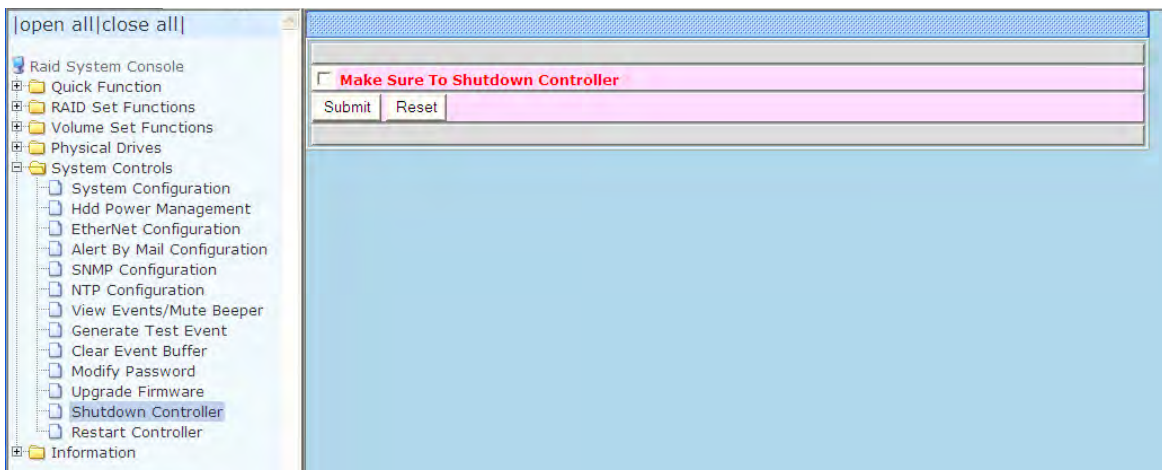 |open all|close all|
Raid System Console
Quick Function
RAID Set Functions
Volume Set Functions
Physical Drives
System Controls
System Configuration
Hdd Power Management
EtherNet Configuration
Alert By Mail Configuration
SNMP Configuration
NTP Configuration
View Events/Mute Beeper
Generate Test Event
Clear Event Buffer
Modify Password
Upgrade Firmware
Shutdown Controller
Restart Controller
Information
Make Sure To Shutdown Controller
Submit Reset